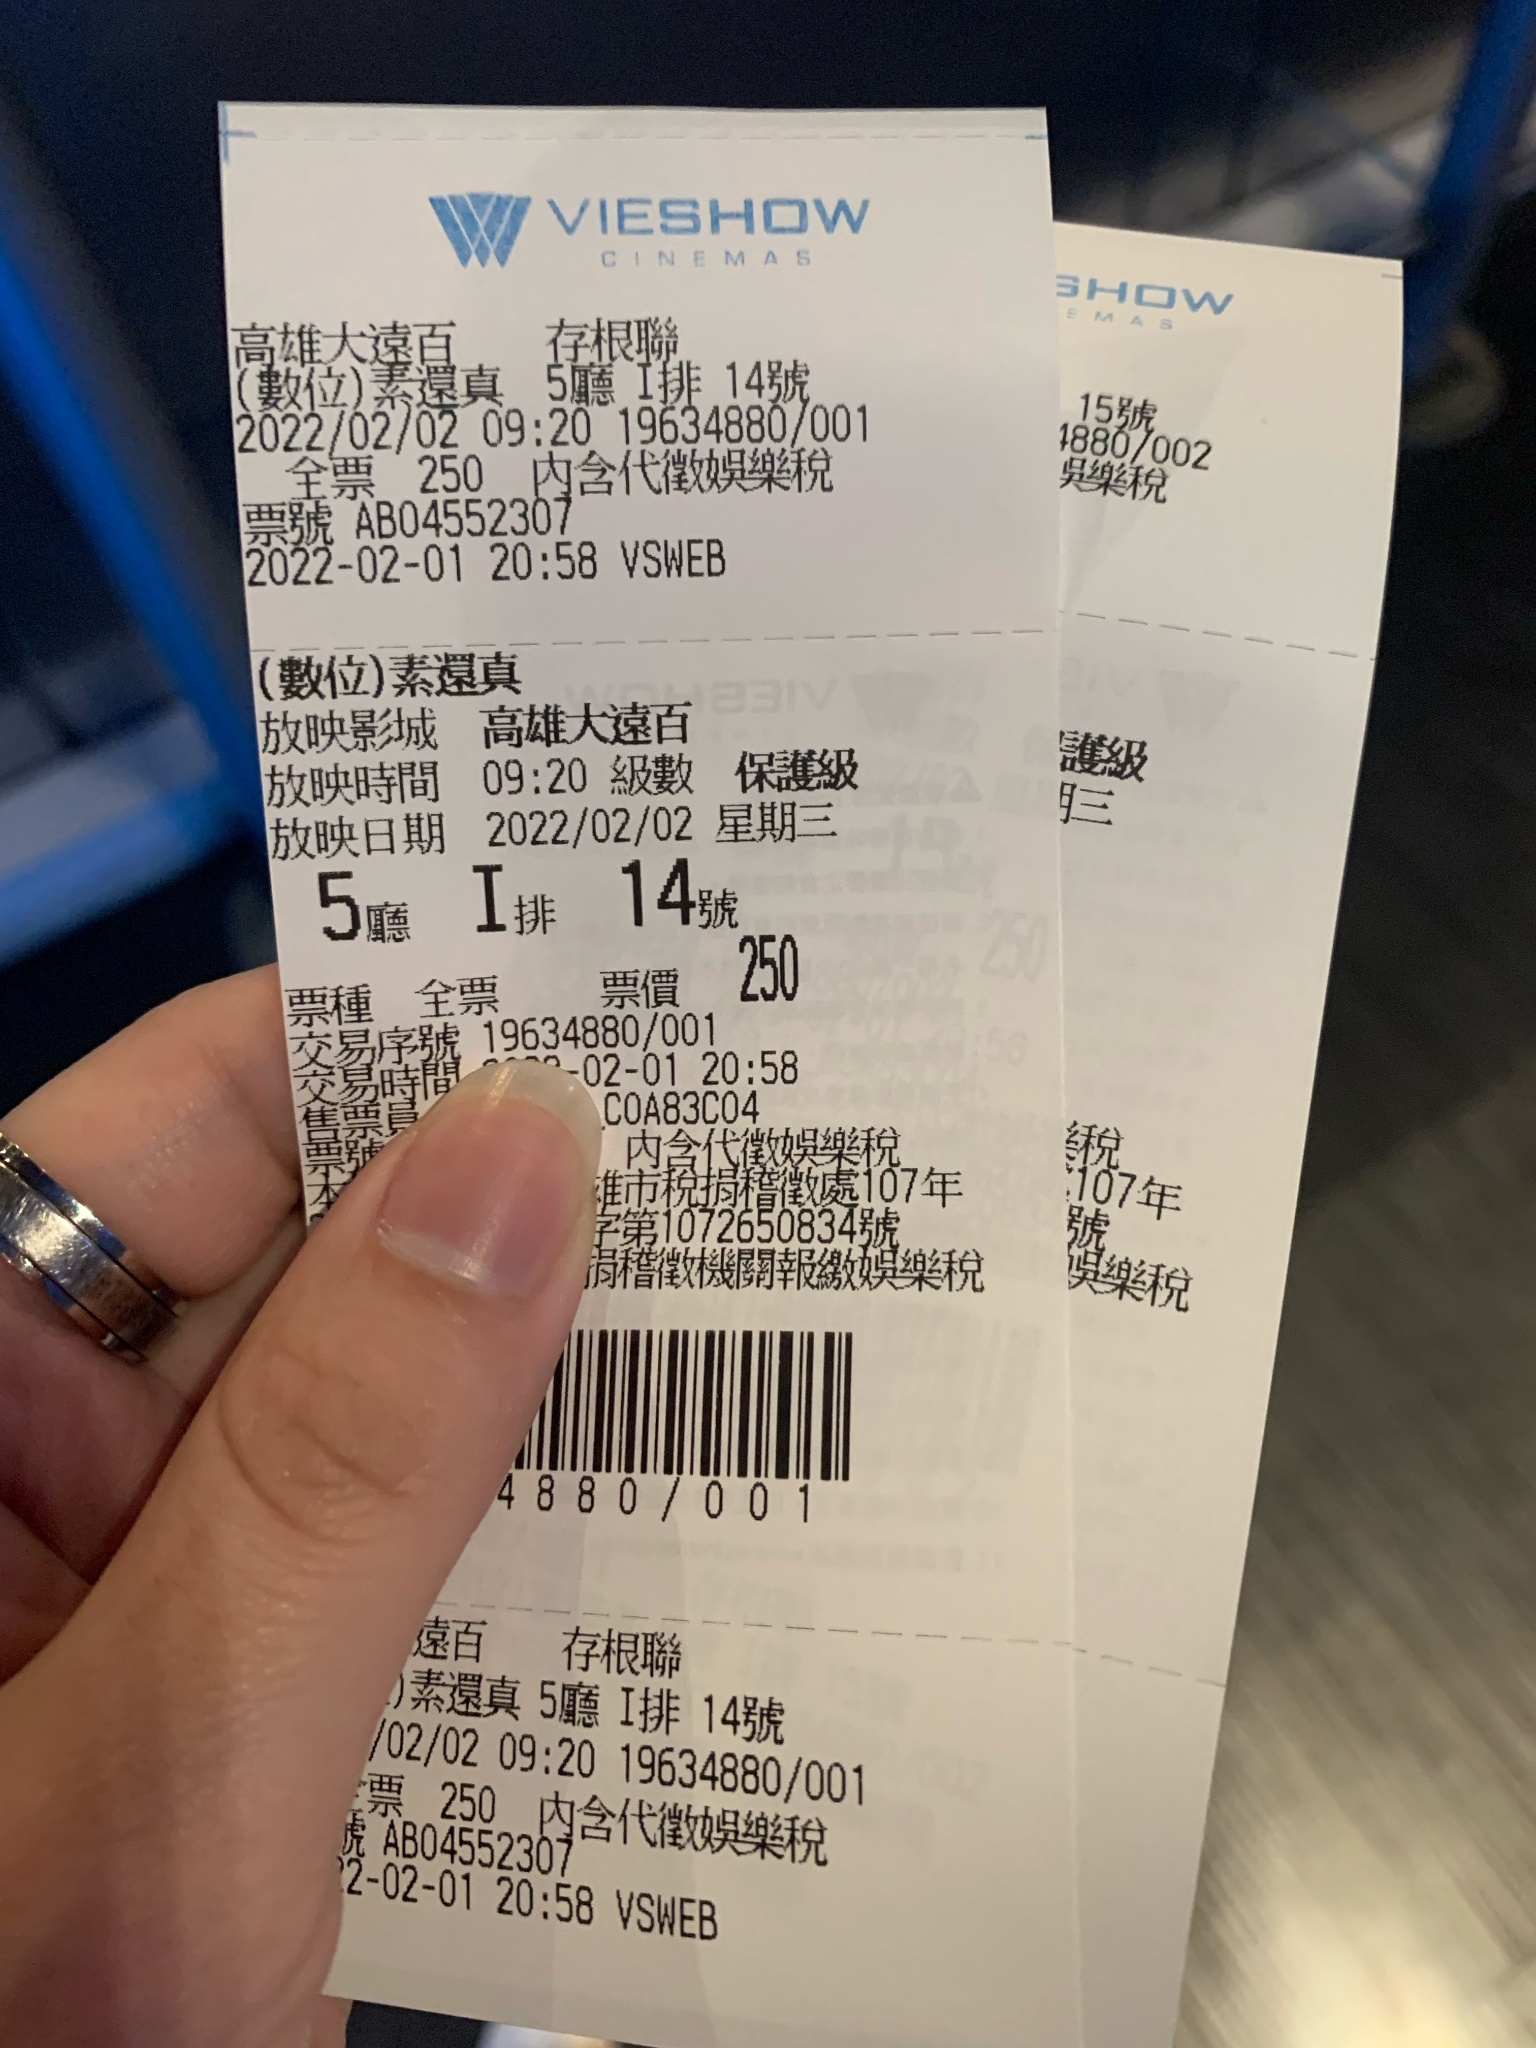 VIESHOW
CINEMAS
高雄大遠百 存根聯
(數位)素還真 5廳 I排 14號
2022/02/02 09:20 19634880/001
全票 250 內含代徵娛樂稅
票號 AB04552307
2022-02-01 20:58 VSWEB
(數位)素還真
放映影城 高雄大遠百
放映時間 09:20 級數 保護級
放映日期 2022/02/02 星期三
5廳 I排 14號
250
票種 全票 票價
交易序號 19634880/001
交易時間 -02-01 20:58
售票員 C0A83C04
票號 內含代徵娛樂稅
雄市稅捐稽徵處107年
字第1072650834號
捐稽徵機關報繳娛樂稅
4880/001
遠百 存根聯
)素還真 5廳 I排 14號
/02/02 09:20 19634880/001
全票 250 內含代徵娛樂稅
號 AB04552307
22-02-01 20:58 VSWEB
SHOW
EMAS
15號
4880/002
娛樂稅
護級
期三
樂稅
107年
號
娛樂稅